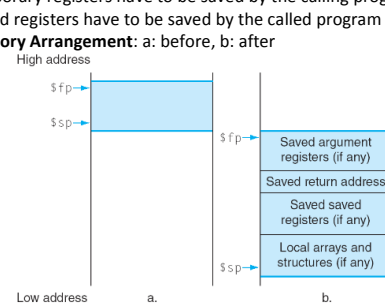 orary registers have to be saved by the calling prog
d registers have to be saved by the called program
ory Arrangement: a: before, b: after
High address
$fp
$sp
$fp
Saved argument
registers (if any)
Saved return address
Saved saved
registers (if any)
Local arrays and
structures (if any)
$sp
Low address a. b.